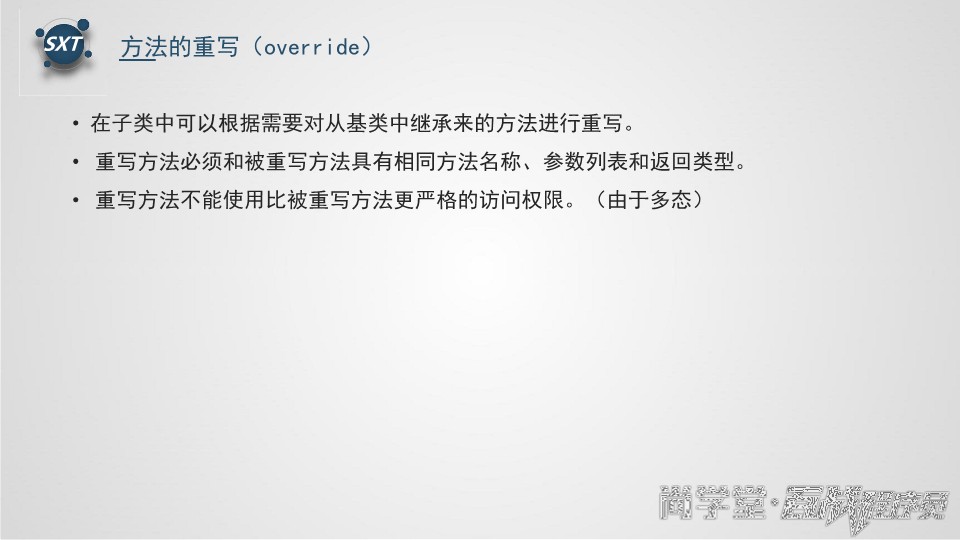 SXT
方法的重写（override）
• 在子类中可以根据需要对从基类中继承来的方法进行重写。
• 重写方法必须和被重写方法具有相同方法名称、参数列表和返回类型。
• 重写方法不能使用比被重写方法更严格的访问权限。（由于多态）
尚学堂·